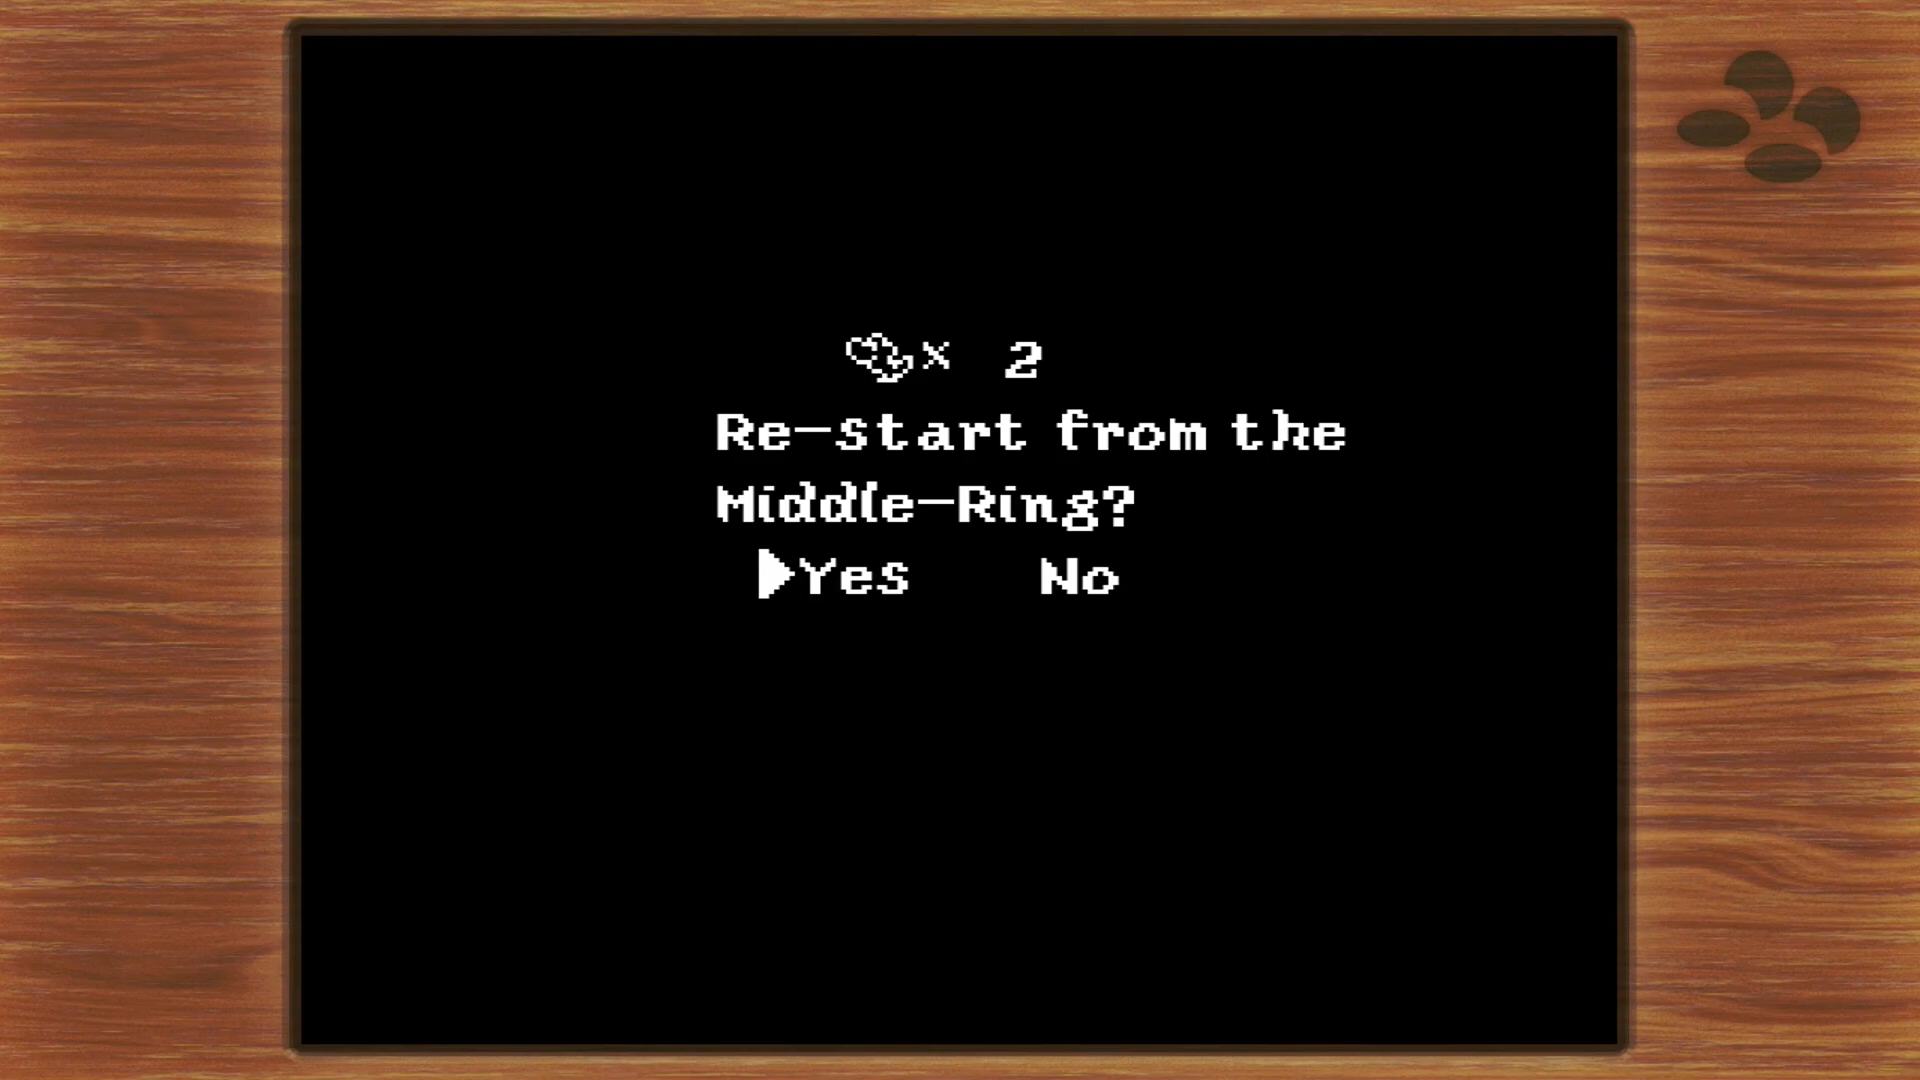 × 2
Re-start from the
Middle-Ring?
Yes No